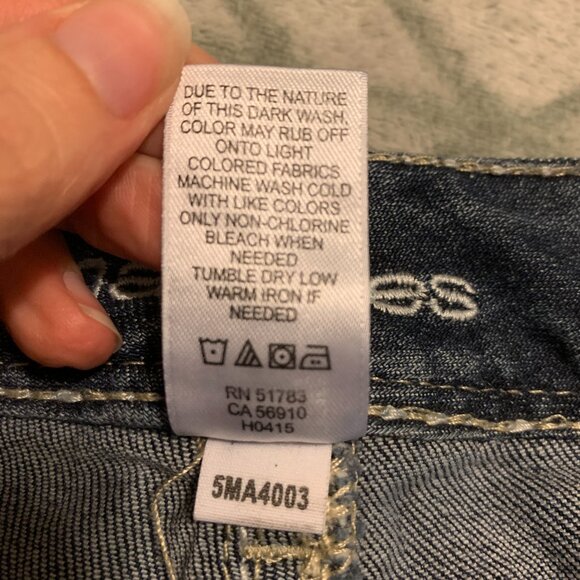 DUE TO THE NATURE
OF THIS DARK WASH,
COLOR MAY RUB OFF
ONTO LIGHT
COLORED FABRICS
MACHINE WASH COLD
WITH LIKE COLORS
ONLY NON-CHLORINE
BLEACH WHEN
NEEDED
TUMBLE DRY LOW
WARM IRON IF
NEEDED
RN 51783
CA 56910
H0415
5MA4003